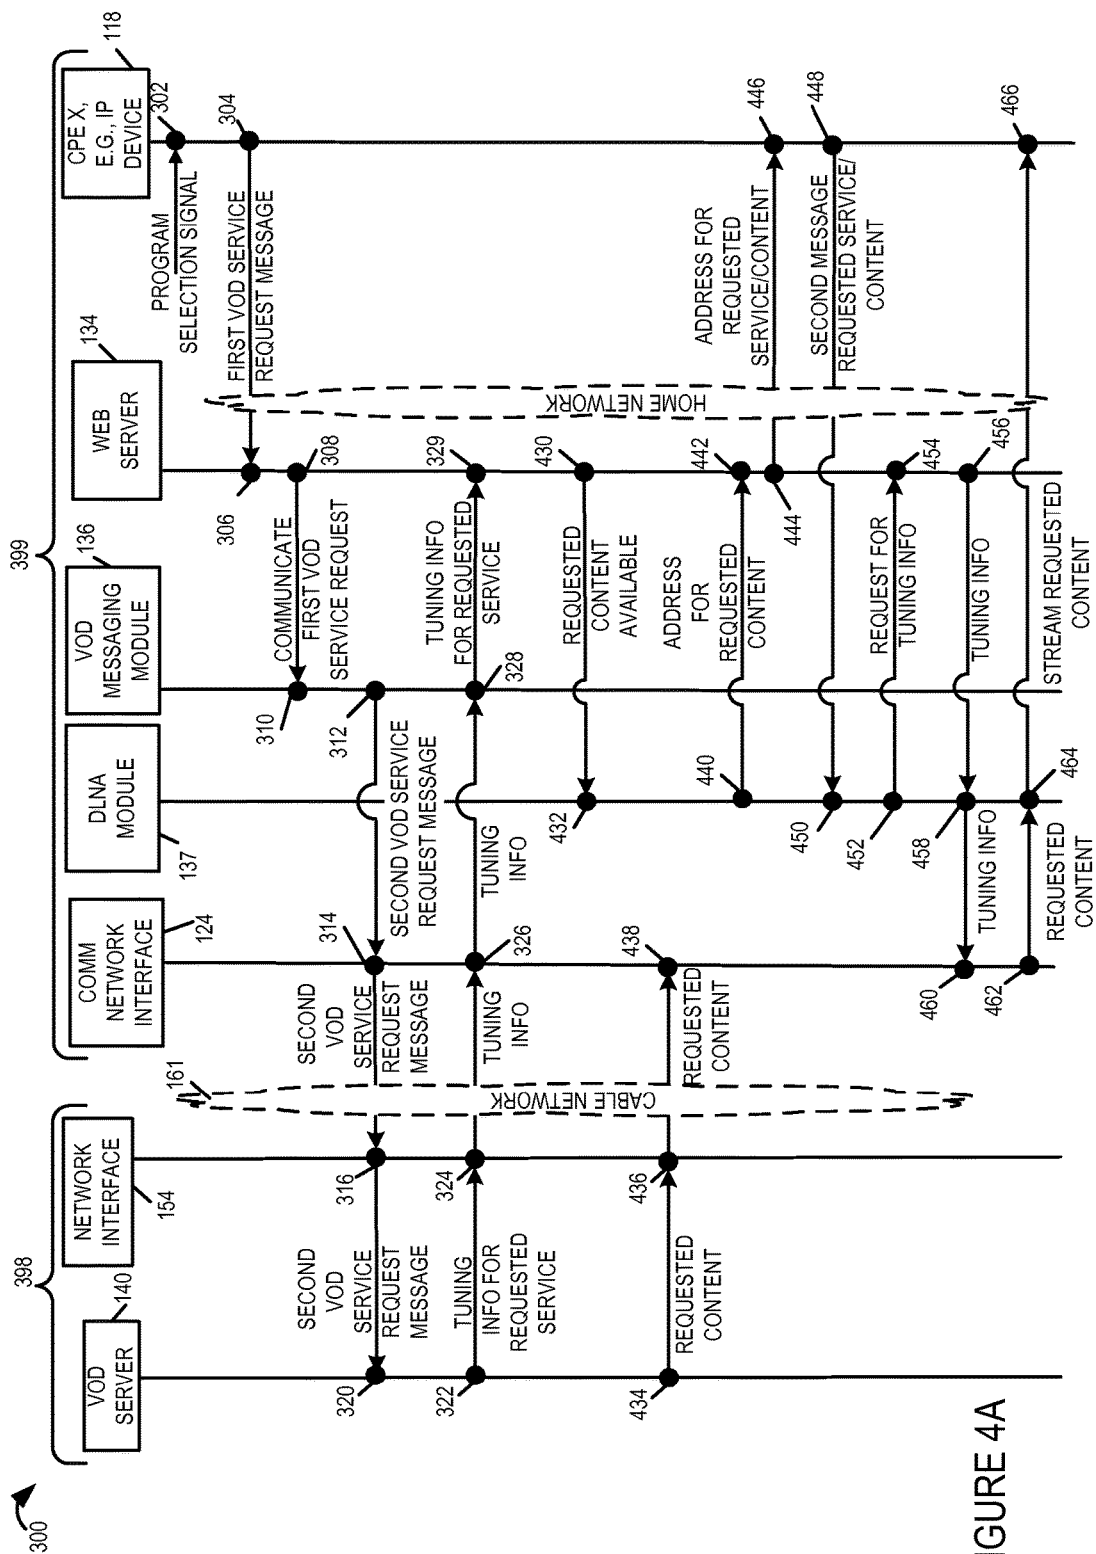 300
398
399
VOD
SERVER
140
NETWORK
INTERFACE
154
161
COMM
NETWORK
INTERFACE
124
DLNA
MODULE
137
VOD
MESSAGING
MODULE
136
WEB
SERVER
134
CPE X,
E.G., IP
DEVICE
118
302
PROGRAM
SELECTION SIGNAL
304
FIRST VOD SERVICE
REQUEST MESSAGE
306
308
COMMUNICATE
FIRST VOD
SERVICE REQUEST
310
312
SECOND VOD SERVICE
REQUEST MESSAGE
314
SECOND
VOD
SERVICE
REQUEST
MESSAGE
316
SECOND
VOD
SERVICE
REQUEST
MESSAGE
320
322
TUNING
INFO FOR
REQUESTED
SERVICE
324
TUNING
INFO
326
TUNING
INFO
328
TUNING INFO
FOR REQUESTED
SERVICE
329
430
REQUESTED
CONTENT
AVAILABLE
432
434
REQUESTED
CONTENT
436
REQUESTED
CONTENT
438
CABLE NETWORK
HOME NETWORK
440
ADDRESS
FOR
REQUESTED
CONTENT
442
444
ADDRESS FOR
REQUESTED
SERVICE/CONTENT
446
448
SECOND MESSAGE
REQUESTED SERVICE/
CONTENT
450
452
REQUEST FOR
TUNING INFO
454
456
TUNING INFO
458
TUNING INFO
460
462
REQUESTED
CONTENT
464
STREAM REQUESTED
CONTENT
466
IGURE 4A